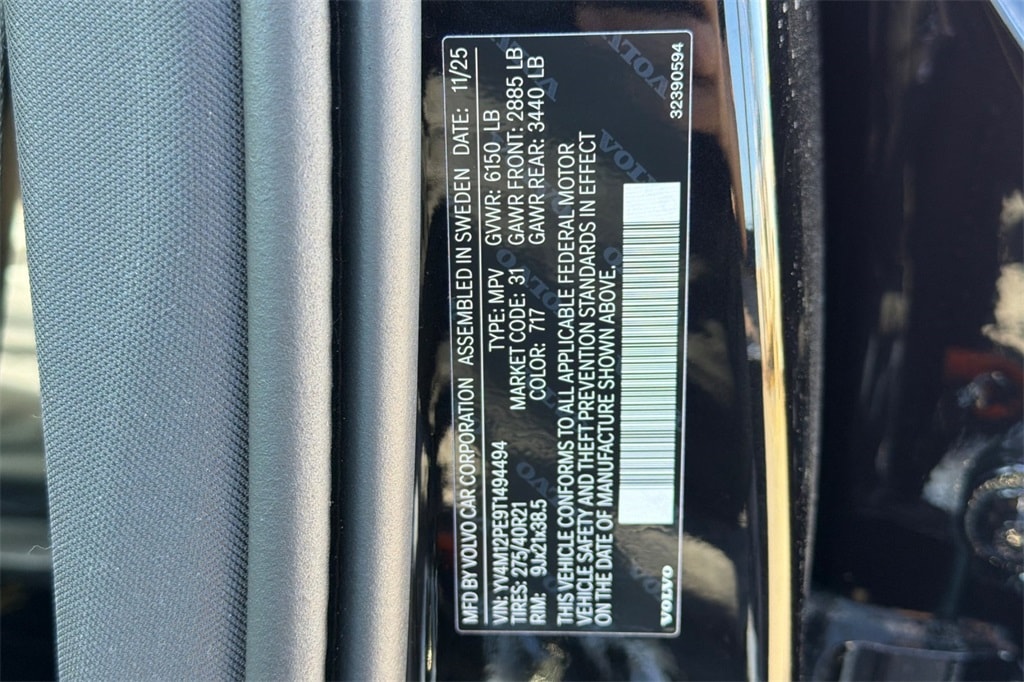 MFD BY VOLVO CAR CORPORATION ASSEMBLED IN SWEDEN DATE: 11/25
VIN: YV4M12PE9T1494494 TYPE: MPV GVWR: 6150 LB
TIRES: 275/40R21 MARKET CODE: 31 GAWR FRONT: 2885 LB
RIM: 9Jx21x38.5 COLOR: 717 GAWR REAR: 3440 LB
THIS VEHICLE CONFORMS TO ALL APPLICABLE FEDERAL MOTOR
VEHICLE SAFETY AND THEFT PREVENTION STANDARDS IN EFFECT
ON THE DATE OF MANUFACTURE SHOWN ABOVE.
VOLVO
32390594